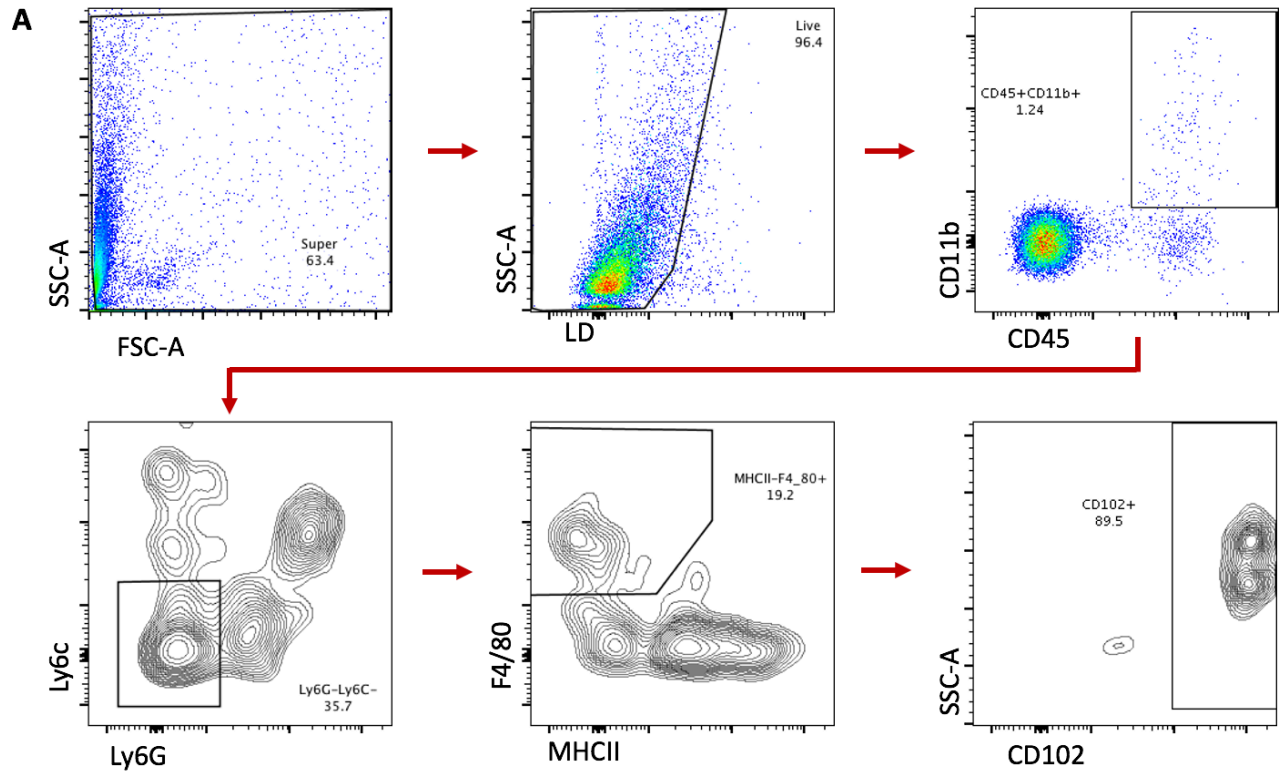 A
Super
63.4
SSC-A
FSC-A
Live
96.4
SSC-A
LD
CD45+CD11b+
1.24
CD11b
CD45
Ly6G-Ly6C-
35.7
Ly6c
Ly6G
MHCII-F4_80+
19.2
F4/80
MHCII
CD102+
89.5
SSC-A
CD102